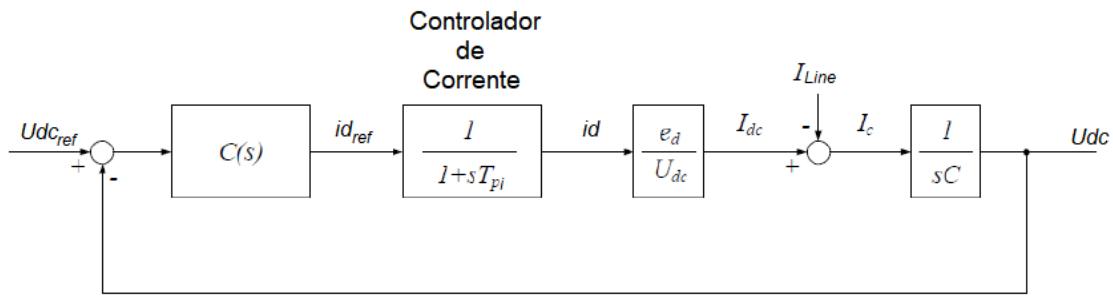 Controlador
de
Corrente
I_Line
Udc_ref
+
-
C(s)
id_ref
1
1+sT_pi
id
e_d
U_dc
I_dc
-
+
I_c
1
sC
Udc